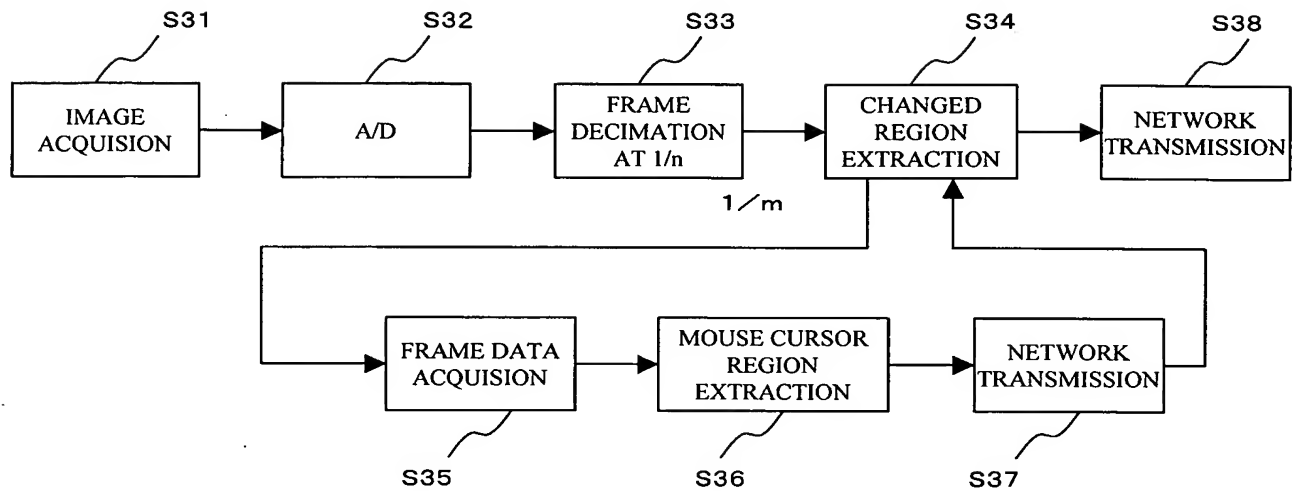 S31
S32
S33
S34
S38
IMAGE
ACQUISION
A/D
FRAME
DECIMATION
AT 1/n
CHANGED
REGION
EXTRACTION
NETWORK
TRANSMISSION
1/m
FRAME DATA
ACQUISION
MOUSE CURSOR
REGION
EXTRACTION
NETWORK
TRANSMISSION
S35
S36
S37